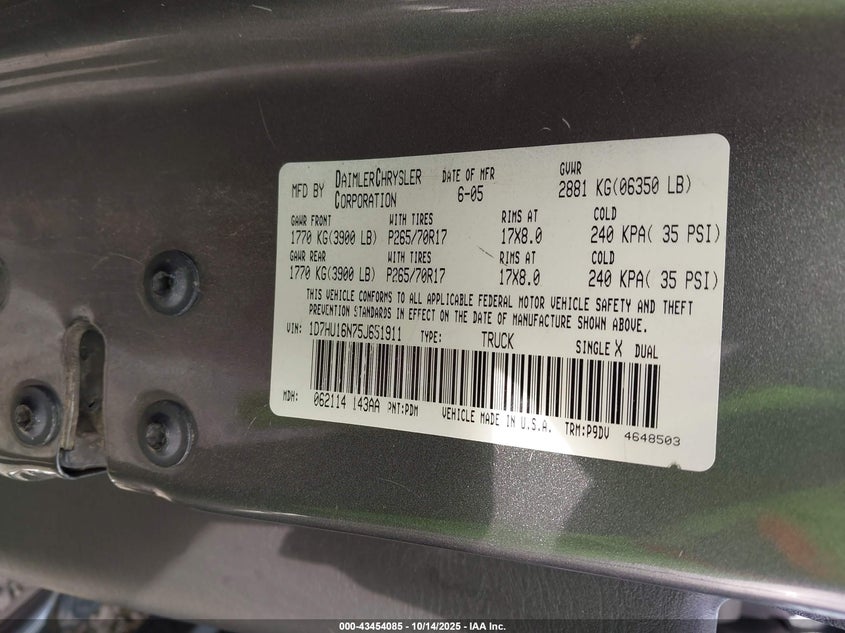 MFD BY DAIMLERCHRYSLER CORPORATION DATE OF MFR 6-05 GVWR 2881 KG(06350 LB)
GAWR FRONT WITH TIRES RIMS AT COLD
1770 KG(3900 LB) P265/70R17 17X8.0 240 KPA( 35 PSI)
GAWR REAR WITH TIRES RIMS AT COLD
1770 KG(3900 LB) P265/70R17 17X8.0 240 KPA( 35 PSI)
THIS VEHICLE CONFORMS TO ALL APPLICABLE FEDERAL MOTOR VEHICLE SAFETY AND THEFT
PREVENTION STANDARDS IN EFFECT ON THE DATE OF MANUFACTURE SHOWN ABOVE.
VIN: 1D7HU16N75J651911 TYPE: TRUCK SINGLE X DUAL
MDH: 062114 143AA PNT:PDM VEHICLE MADE IN U.S.A. TRM:P9DV 4648503
000-43454085 - 10/14/2025 - IAA Inc.